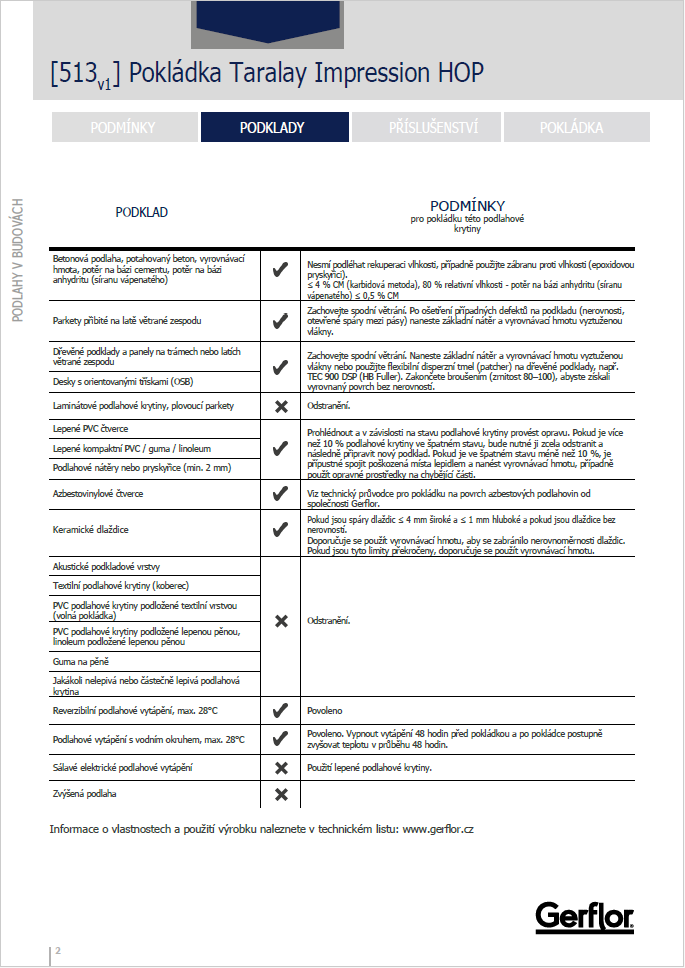 [513v1] Pokládka Taralay Impression HOP
PODMÍNKY
PODKLADY
PŘÍSLUŠENSTVÍ
POKLÁDKA
PODLAHY V BUDOVÁCH
PODKLAD
PODMÍNKY
pro pokládku této podlahové
krytiny
Betonová podlaha, potahovaný beton, vyrovnávací
hmota, potěr na bázi cementu, potěr na bázi
anhydritu (síranu vápenatého)
✔
Nesmí podléhat rekuperaci vlhkosti, případně použijte zábranu proti vlhkosti (epoxidovou
pryskyřici).
≤ 4 % CM (karbidová metoda), 80 % relativní vlhkosti - potěr na bázi anhydritu (síranu
vápenatého) ≤ 0,5 % CM
Parkety přibité na latě větrané zespodu
✔
Zachovejte spodní větrání. Po ošetření případných defektů na podkladu (nerovnosti,
otevřené spáry mezi pásy) naneste základní nátěr a vyrovnávací hmotu vyztuženou
vlákny.
Dřevěné podklady a panely na trámech nebo latích
větrané zespodu
Desky s orientovanými třískami (OSB)
✔
Zachovejte spodní větrání. Naneste základní nátěr a vyrovnávací hmotu vyztuženou
vlákny nebo použijte flexibilní disperzní tmel (patcher) na dřevěné podklady, např.
TEC 900 DSP (HB Fuller). Zakončete broušením (zrnitost 80–100), abyste získali
vyrovnaný povrch bez nerovností.
Laminátové podlahové krytiny, plovoucí parkety
✖
Odstranění.
Lepené PVC čtverce
Lepené kompaktní PVC / guma / linoleum
Podlahové nátěry nebo pryskyřice (min. 2 mm)
✔
Prohlédnout a v závislosti na stavu podlahové krytiny provést opravu. Pokud je více
než 10 % podlahové krytiny ve špatném stavu, bude nutné ji zcela odstranit a
následně připravit nový podklad. Pokud je ve špatném stavu méně než 10 %, je
přípustné spojit poškozená místa lepidlem a nanést vyrovnávací hmotu, případně
použít opravné prostředky na chybějící části.
Azbestovinylové čtverce
✔
Viz technický průvodce pro pokládku na povrch azbestových podlahovin od
společnosti Gerflor.
Keramické dlaždice
✔
Pokud jsou spáry dlaždic ≤ 4 mm široké a ≤ 1 mm hluboké a pokud jsou dlaždice bez
nerovností.
Doporučuje se použít vyrovnávací hmotu, aby se zabránilo nerovnoměrnosti dlaždic.
Pokud jsou tyto limity překročeny, doporučuje se použít vyrovnávací hmotu.
Akustické podkladové vrstvy
Textilní podlahové krytiny (koberec)
PVC podlahové krytiny podložené textilní vrstvou
(volná pokládka)
PVC podlahové krytiny podložené lepenou pěnou,
linoleum podložené lepenou pěnou
Guma na pěně
Jakákoli nelepivá nebo částečně lepivá podlahová
krytina
✖
Odstranění.
Reverzibilní podlahové vytápění, max. 28°C
✔
Povoleno
Podlahové vytápění s vodním okruhem, max. 28°C
✔
Povoleno. Vypnout vytápění 48 hodin před pokládkou a po pokládce postupně
zvyšovat teplotu v průběhu 48 hodin.
Sálavé elektrické podlahové vytápění
✖
Použití lepené podlahové krytiny.
Zvýšená podlaha
✖
Informace o vlastnostech a použití výrobku naleznete v technickém listu: www.gerflor.cz
Gerflor
2